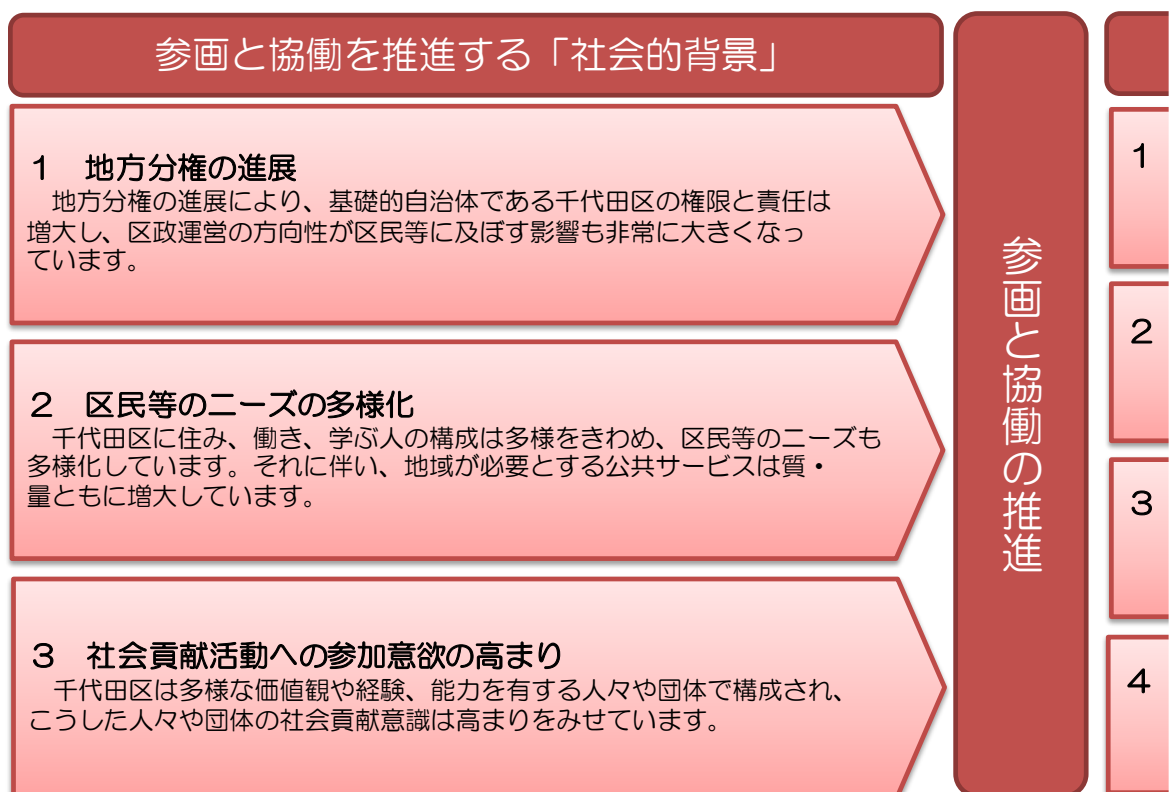 参画と協働を推進する「社会的背景」
１　地方分権の進展
　地方分権の進展により、基礎的自治体である千代田区の権限と責任は
増大し、区政運営の方向性が区民等に及ぼす影響も非常に大きくなっ
ています。
２　区民等のニーズの多様化
　千代田区に住み、働き、学ぶ人の構成は多様をきわめ、区民等のニーズも
多様化しています。それに伴い、地域が必要とする公共サービスは質・
量ともに増大しています。
３　社会貢献活動への参加意欲の高まり
　千代田区は多様な価値観や経験、能力を有する人々や団体で構成され、
こうした人々や団体の社会貢献意識は高まりをみせています。
参画と協働の推進
１
２
３
４